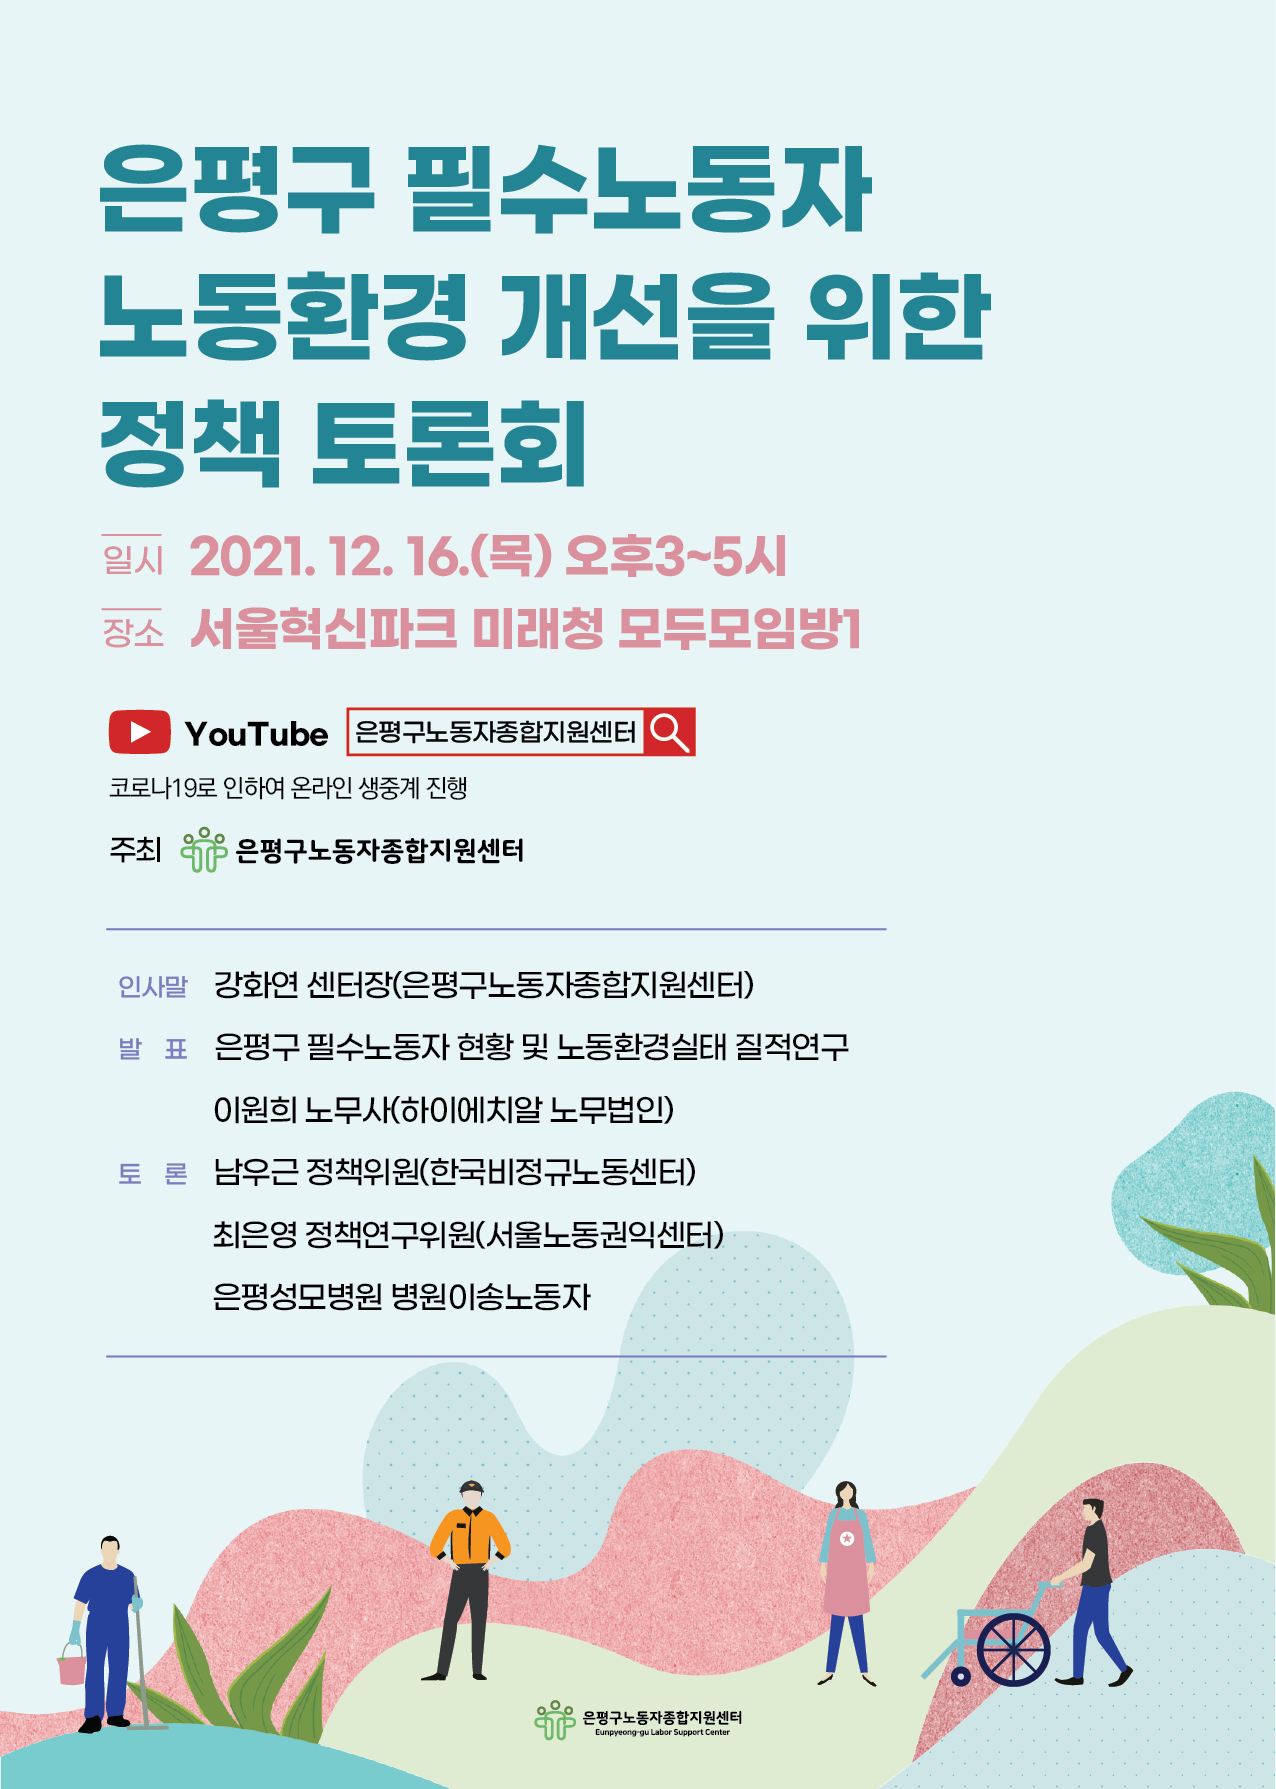 은평구 필수노동자
노동환경 개선을 위한
정책 토론회
일시 2021. 12. 16.(목) 오후3~5시
장소 서울혁신파크 미래청 모두모임방1
YouTube 은평구노동자종합지원센터
코로나19로 인하여 온라인 생중계 진행
주최 은평구노동자종합지원센터
인사말 강화연 센터장(은평구노동자종합지원센터)
발 표 은평구 필수노동자 현황 및 노동환경실태 질적연구
이원희 노무사(하이에치알 노무법인)
토 론 남우근 정책위원(한국비정규노동센터)
최은영 정책연구위원(서울노동권익센터)
은평성모병원 병원이송노동자
은평구노동자종합지원센터
Eunpyeong-gu Labor Support Center